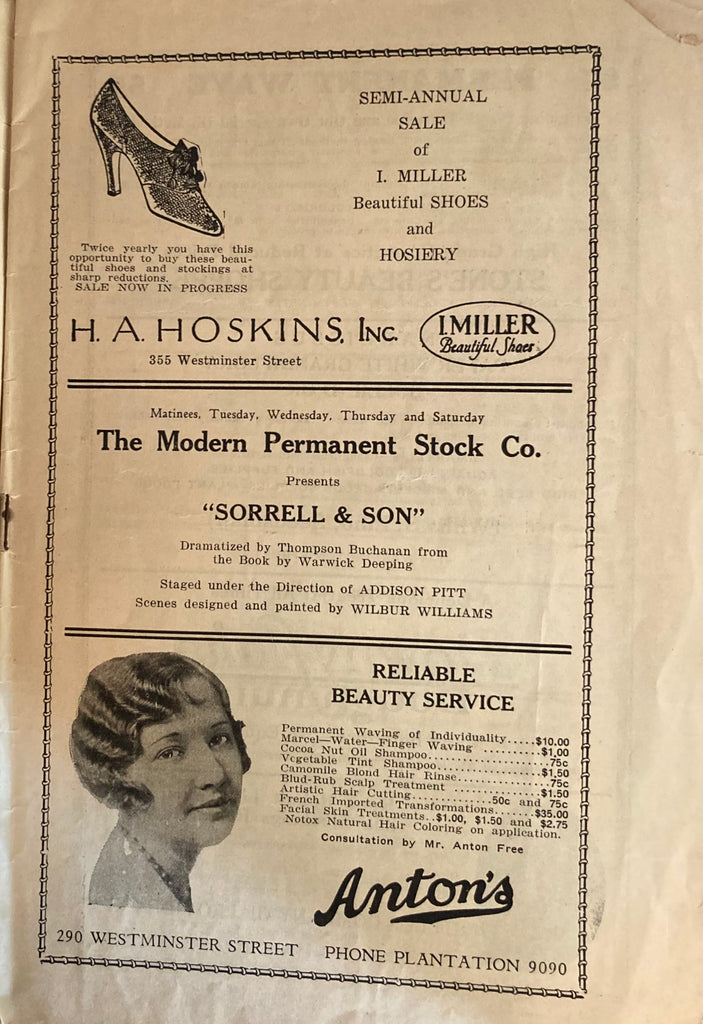 SEMI-ANNUAL
SALE
of
I. MILLER
Beautiful SHOES
and
HOSIERY
Twice yearly you have this
opportunity to buy these beau-
tiful shoes and stockings at
sharp reductions.
SALE NOW IN PROGRESS
H. A. HOSKINS, INC.
355 Westminster Street
I.MILLER
Beautiful Shoes
Matinees, Tuesday, Wednesday, Thursday and Saturday
The Modern Permanent Stock Co.
Presents
“SORRELL & SON”
Dramatized by Thompson Buchanan from
the Book by Warwick Deeping
Staged under the Direction of ADDISON PITT
Scenes designed and painted by WILBUR WILLIAMS
RELIABLE
BEAUTY SERVICE
Permanent Waving of Individuality.....$10.00
Marcel—Water—Finger Waving ..........$1.00
Cocoa Nut Oil Shampoo...................75c
Vegetable Tint Shampoo................$1.50
Camomile Blond Hair Rinse..............75c
Blud-Rub Scalp Treatment .............$1.50
Artistic Hair Cutting.............50c and 75c
French Imported Transformations.......$35.00
Facial Skin Treatments..$1.00, $1.50 and $2.75
Notox Natural Hair Coloring on application.
Consultation by Mr. Anton Free
Anton's
290 WESTMINSTER STREET PHONE PLANTATION 9090